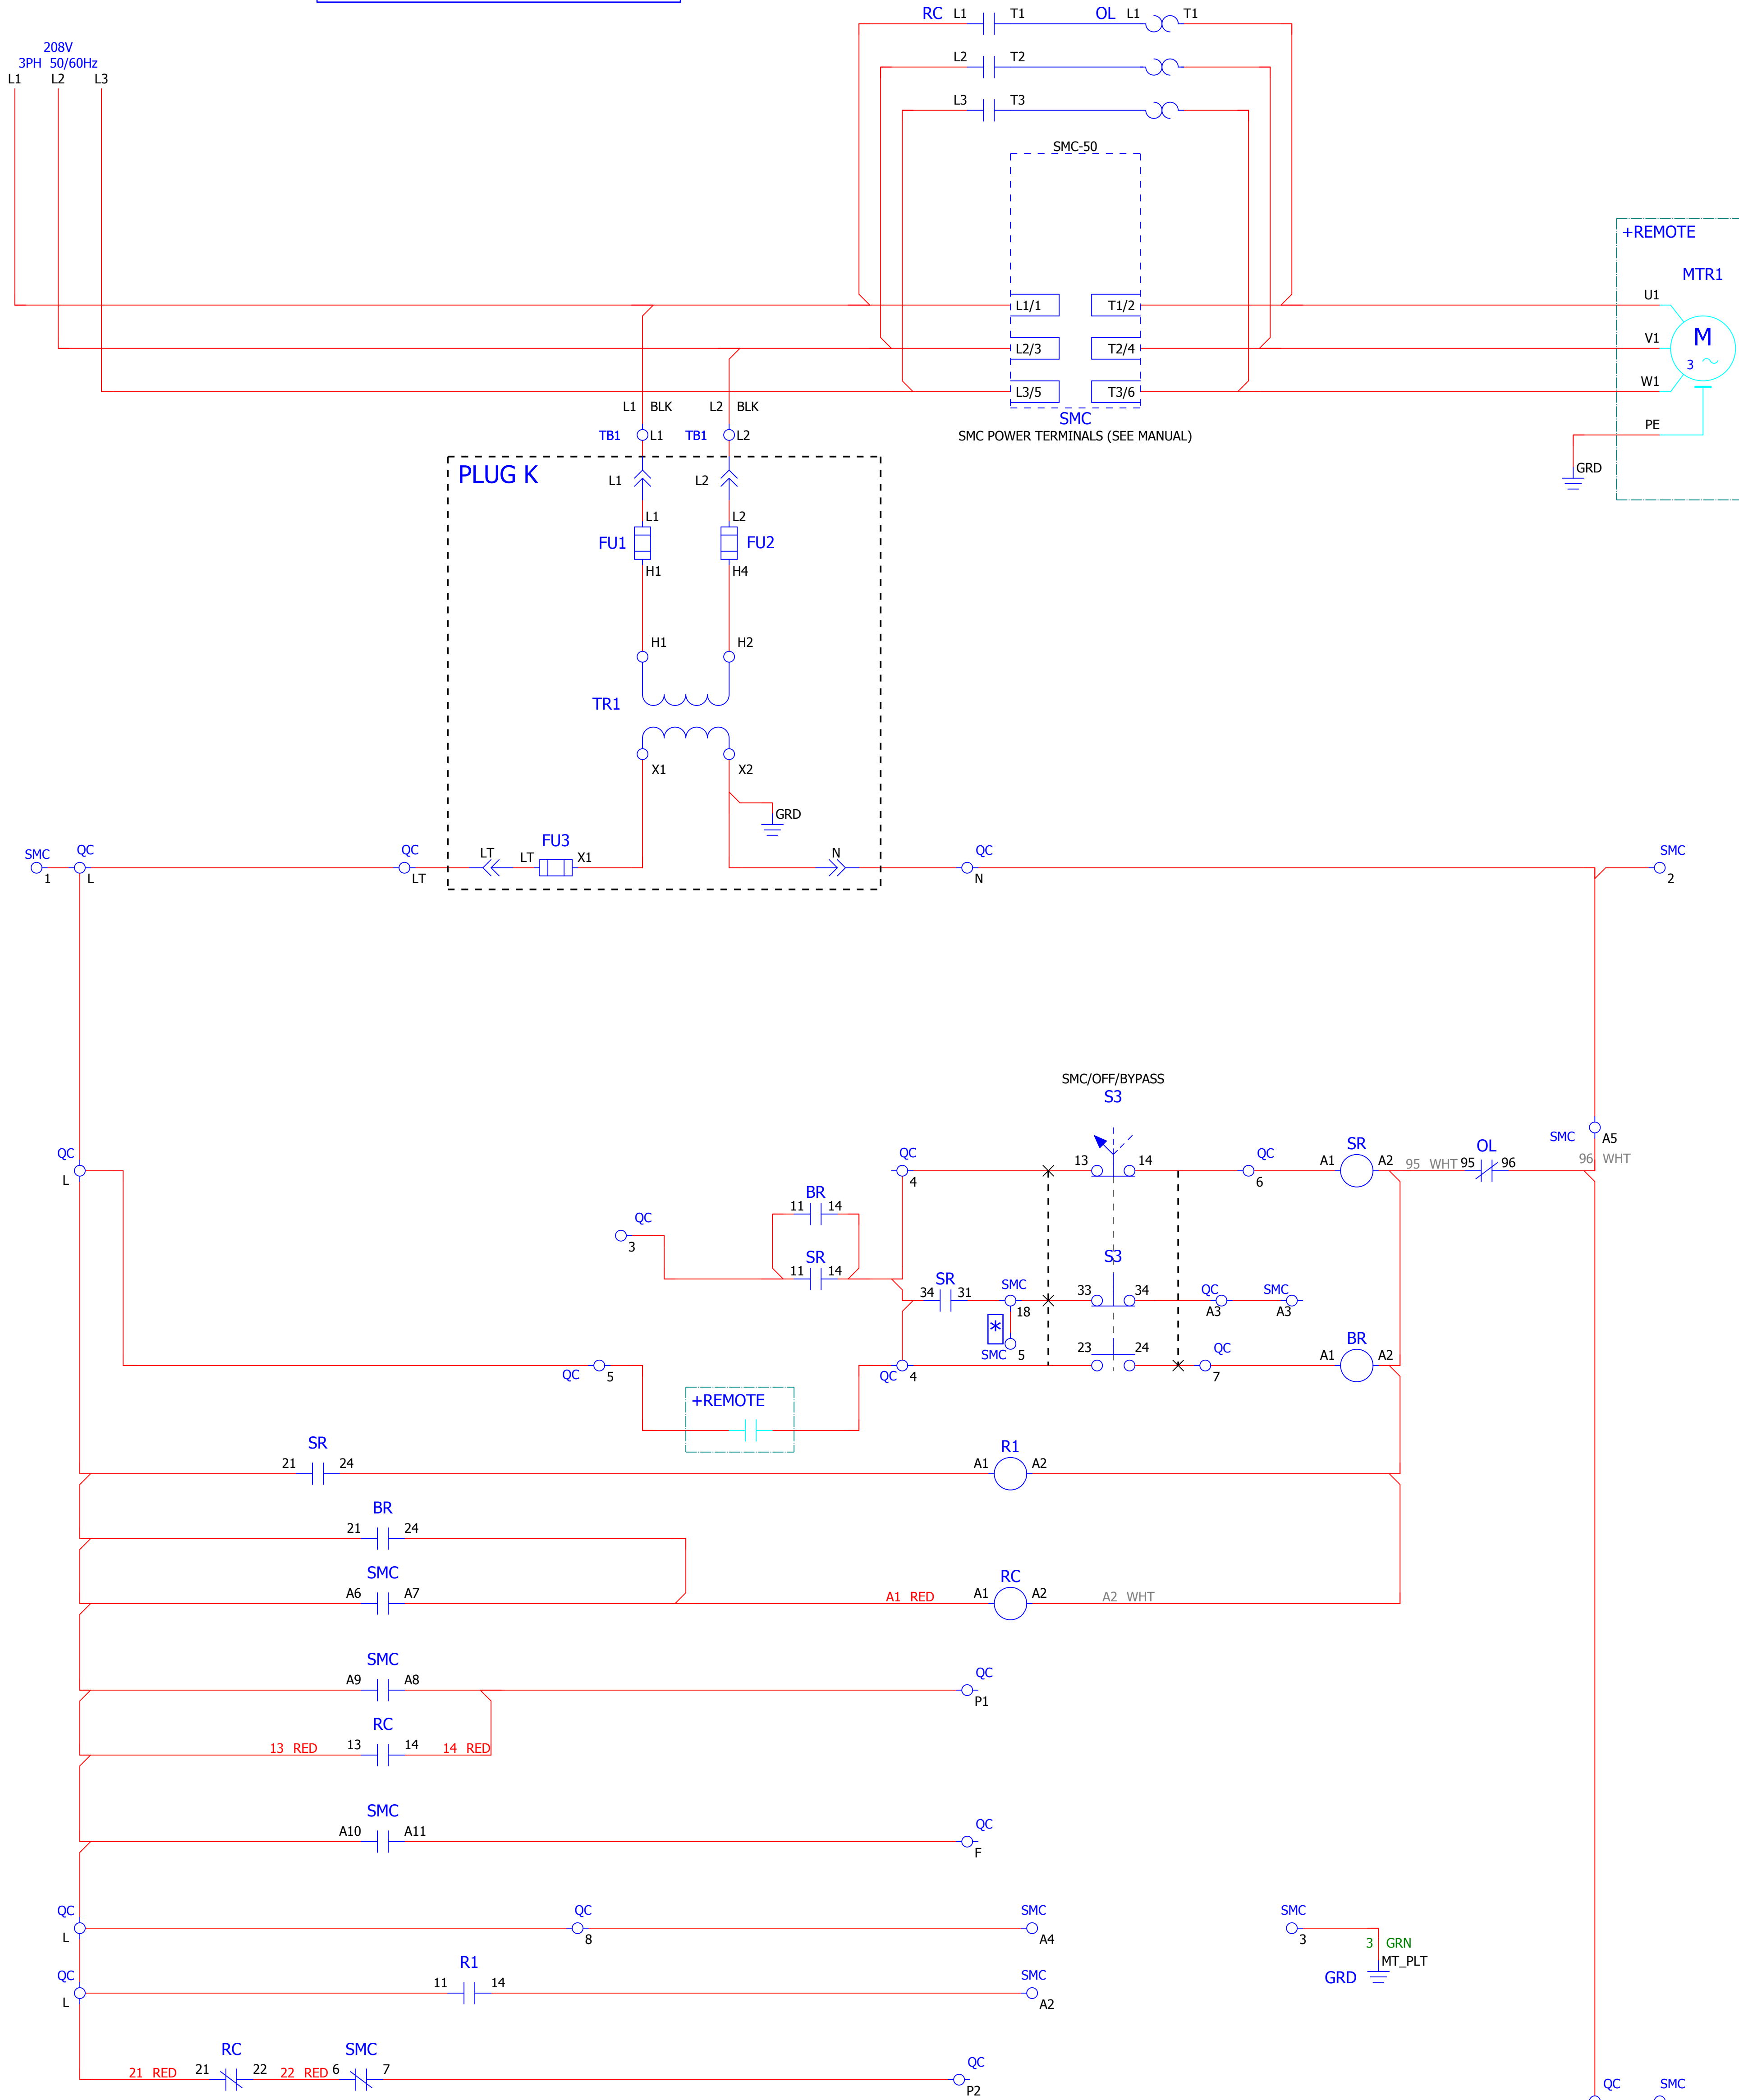 RC L1 T1 OL L1 T1
208V
3PH 50/60Hz
L1 L2 L3
L2 T2
L3 T3
SMC-50
+REMOTE
MTR1
U1
L1/1 T1/2
V1 M
L2/3 T2/4
3
W1
L3/5 T3/6
L1 BLK L2 BLK
SMC
PE
TB1 L1 TB1 L2
SMC POWER TERMINALS (SEE MANUAL)
PLUG K
L1 L2
GRD
L1 L2
FU1 FU2
H1 H4
H1 H2
TR1
X1 X2
GRD
FU3
SMC QC QC LT LT X1 N QC SMC
1 L LT N 2
SMC/OFF/BYPASS
S3
SMC A5
QC QC 13 14 QC SR OL
A1 A2 95 WHT 95 96 96 WHT
L 4 6
BR
11 14
QC
3
SR S3
11 14
SR SMC 33 34 QC SMC
34 31 18 A3 A3
*
SMC 5
23 24 QC BR
A1 A2
QC 5 QC 4 7
+REMOTE
SR R1
21 24 A1 A2
BR
21 24
SMC RC
A6 A7 A1 RED A1 A2 A2 WHT
SMC QC
A9 A8 P1
RC
13 RED 13 14 14 RED
SMC QC
A10 A11 F
QC QC SMC SMC
L 8 A4 3 3 GRN
MT_PLT
GRD
QC R1 SMC
L 11 14 A2
RC SMC QC
21 RED 21 22 22 RED 6 7 P2
QC SMC